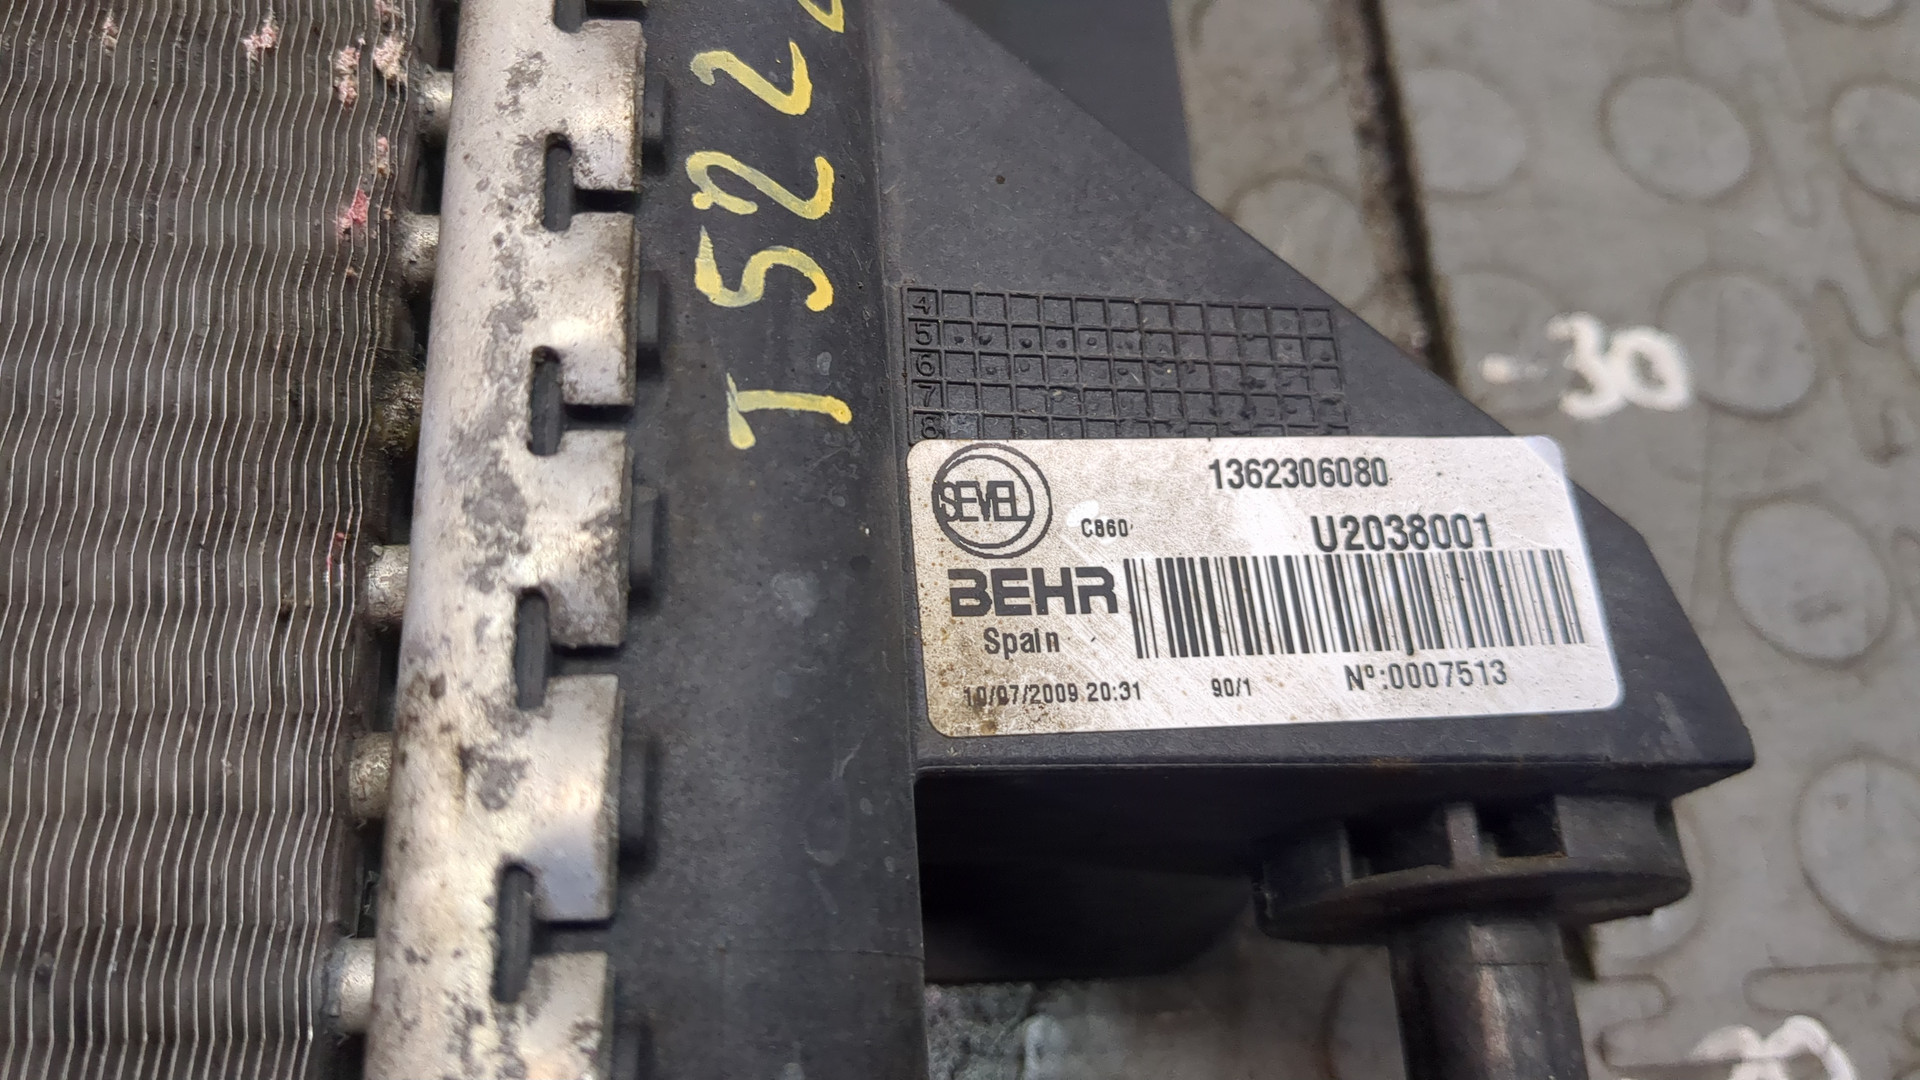 T522
4
5
6
7
8
- 30
SEVEL
1362306080
C860
U2038001
BEHR
Spain
10/07/2009 20:31
90/1
Nº:0007513